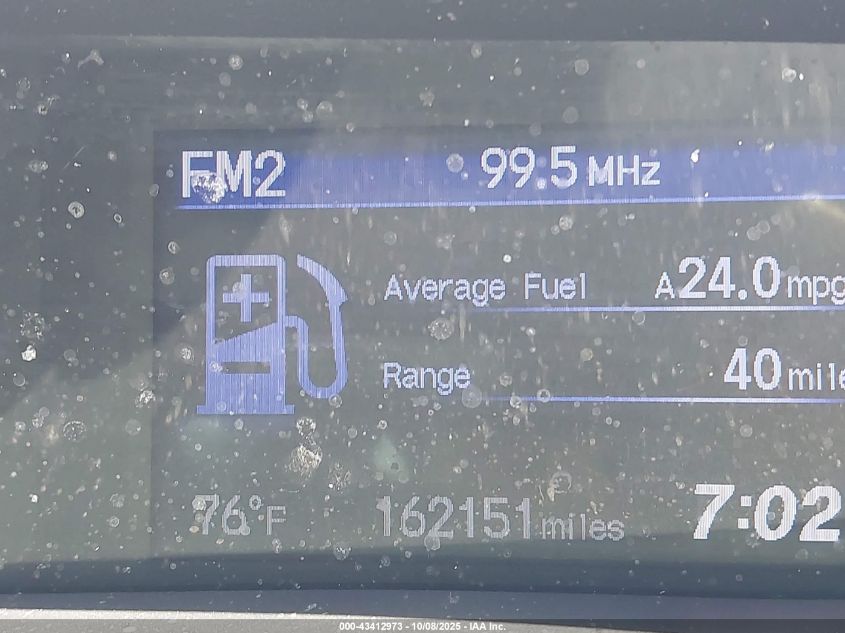 FM2 99.5 MHz
Average Fuel A 24.0 mpg
Range 40 mile
76°F 162151 miles 7:02
000-43412973 - 10/08/2025 - IAA Inc.